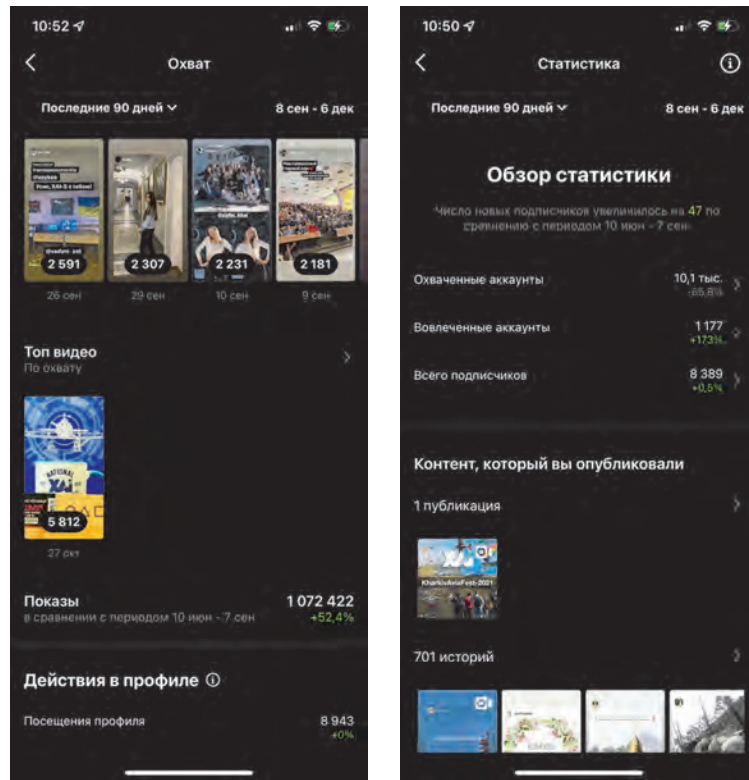 10:52
Охват
Последние 90 дней
8 сен - 6 дек
2 591
2 307
2 231
2 181
26 сен
29 сен
10 сен
9 сен
Топ видео
По охвату
NATIONAL
5 812
27 окт
Показы
1 072 422
в сравнении с периодом 10 июн - 7 сен
+52,4%
Действия в профиле
Посещения профиля
8 943
+0%
10:50
Статистика
Последние 90 дней
8 сен - 6 дек
Обзор статистики
Число новых подписчиков увеличилось на 47 по
сравнению с периодом 10 июн - 7 сен
Охваченные аккаунты
10,1 тыс.
-65,8%
Вовлеченные аккаунты
1 177
+173%
Всего подписчиков
8 389
+0,5%
Контент, который вы опубликовали
1 публикация
KharkivAviaFest-2021
701 историй